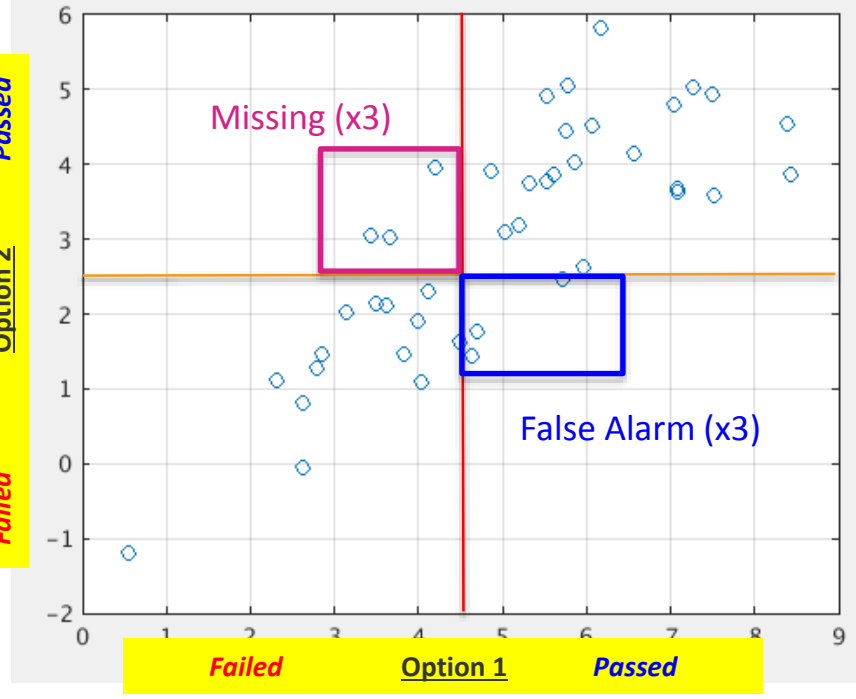 6
5
4
3
2
1
0
−1
−2
Passed
Option 2
Failed
Missing (x3)
False Alarm (x3)
0 1 2 3 4 5 6 7 8 9
Failed Option 1 Passed